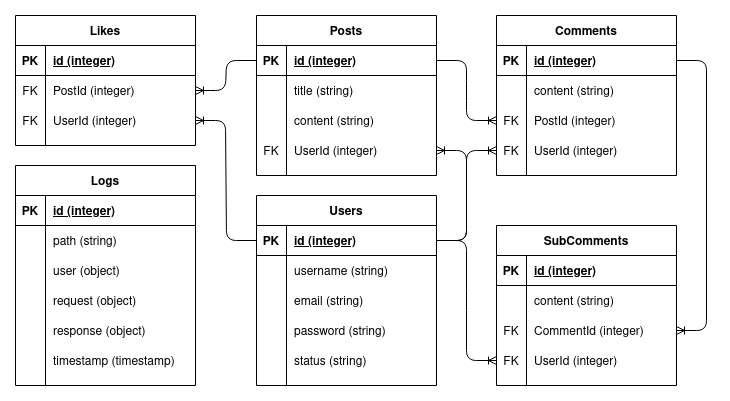 Likes
PK id (integer)
FK PostId (integer)
FK UserId (integer)
Posts
PK id (integer)
title (string)
content (string)
FK UserId (integer)
Comments
PK id (integer)
content (string)
FK PostId (integer)
FK UserId (integer)
Logs
PK id (integer)
path (string)
user (object)
request (object)
response (object)
timestamp (timestamp)
Users
PK id (integer)
username (string)
email (string)
password (string)
status (string)
SubComments
PK id (integer)
content (string)
FK CommentId (integer)
FK UserId (integer)